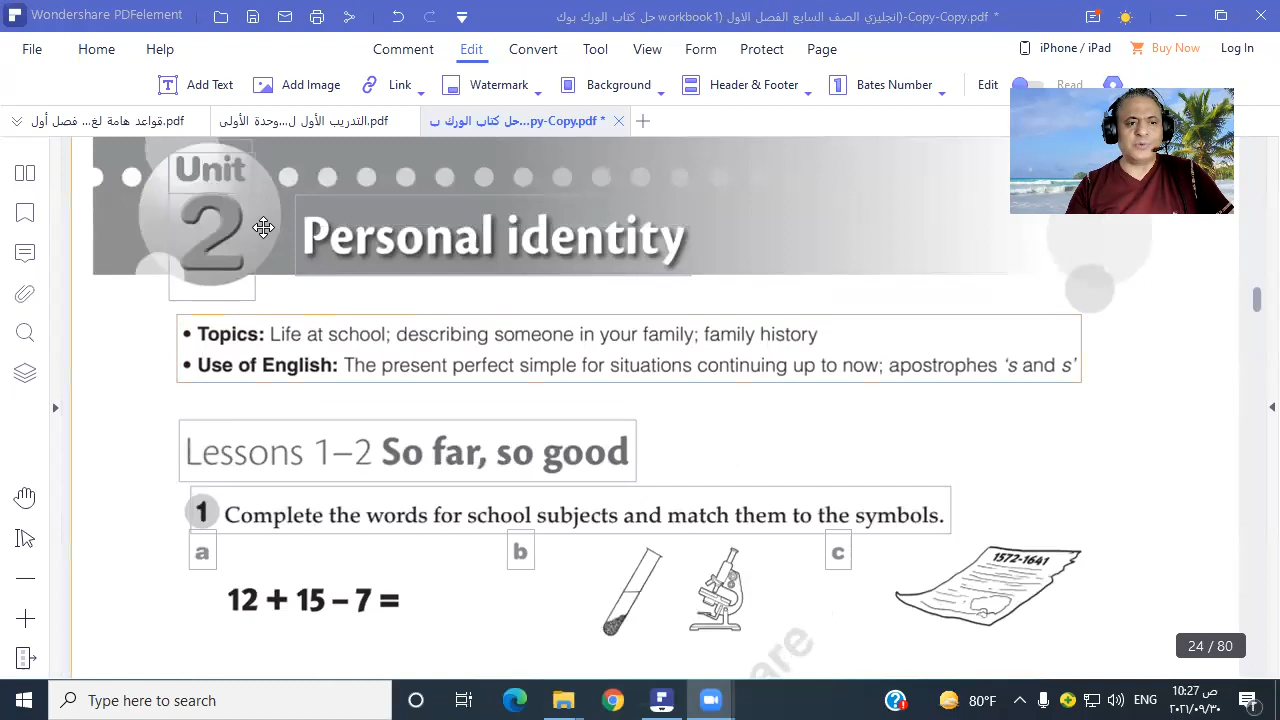 Wondershare PDFelement
حل كتاب الورك بوك workbook1) انجليزي الصف السابع الفصل الاول)-Copy-Copy.pdf *
File Home Help Comment Edit Convert Tool View Form Protect Page iPhone / iPad Buy Now Log In
Add Text Add Image Link Watermark Background Header & Footer Bates Number Edit Read
قواعد هامة لغ... فصل أول.pdf
التدريب الأول ل...وحدة الأولى.pdf
حل كتاب الورك ب...py-Copy.pdf *
Unit
2
Personal identity
• Topics: Life at school; describing someone in your family; family history
• Use of English: The present perfect simple for situations continuing up to now; apostrophes ‘s and s’
Lessons 1–2 So far, so good
1 Complete the words for school subjects and match them to the symbols.
a b c
12 + 15 – 7 =
1572-1641
are
24 / 80
Type here to search
80°F
ENG
10:27 ص
٢٠٢١/٠٩/٣٠